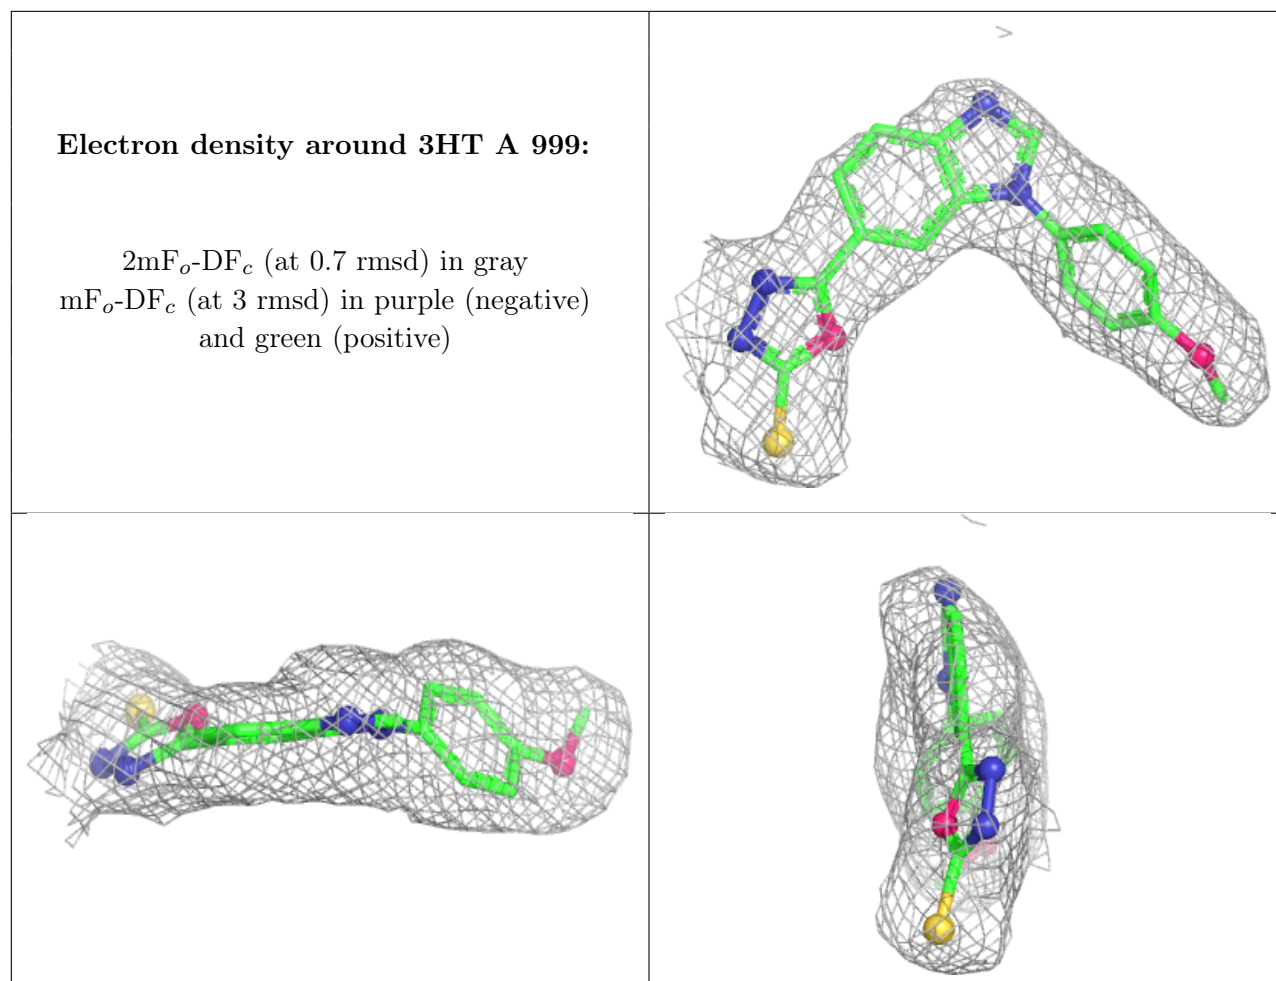 Electron density around 3HT A 999:
2mFo-DFc (at 0.7 rmsd) in gray
mFo-DFc (at 3 rmsd) in purple (negative)
and green (positive)